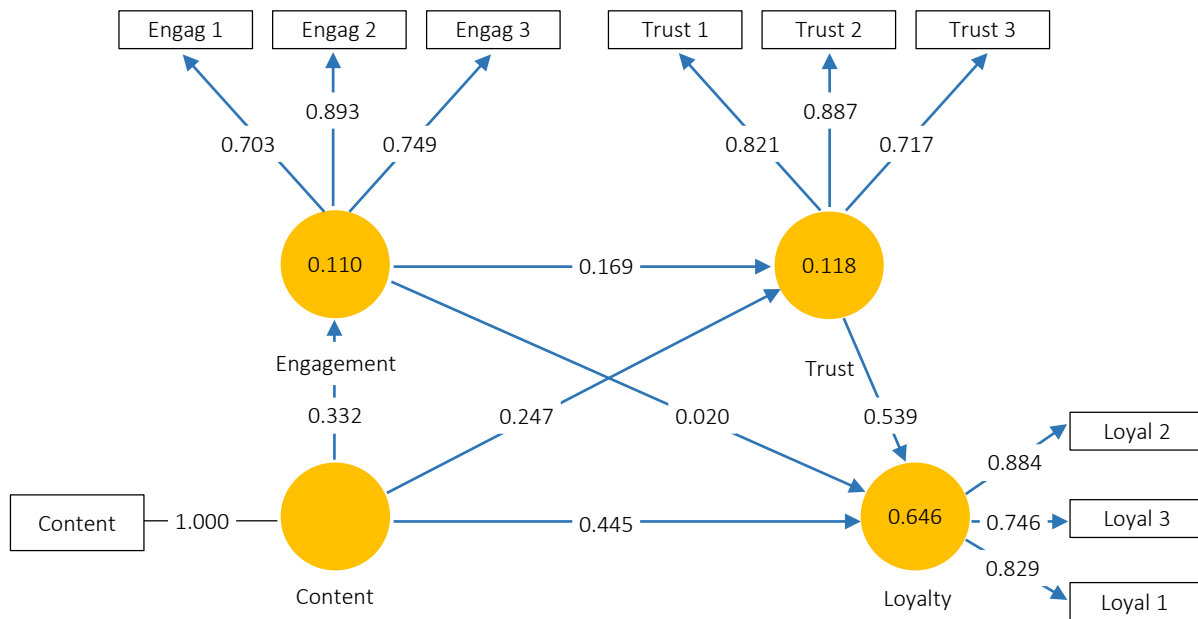 Engag 1
Engag 2
Engag 3
Trust 1
Trust 2
Trust 3
0.893
0.887
0.703
0.749
0.821
0.717
0.110
0.169
0.118
Engagement
Trust
0.332
0.247
0.020
0.539
Loyal 2
0.884
Content
1.000
0.445
0.646
0.746
Loyal 3
0.829
Content
Loyalty
Loyal 1